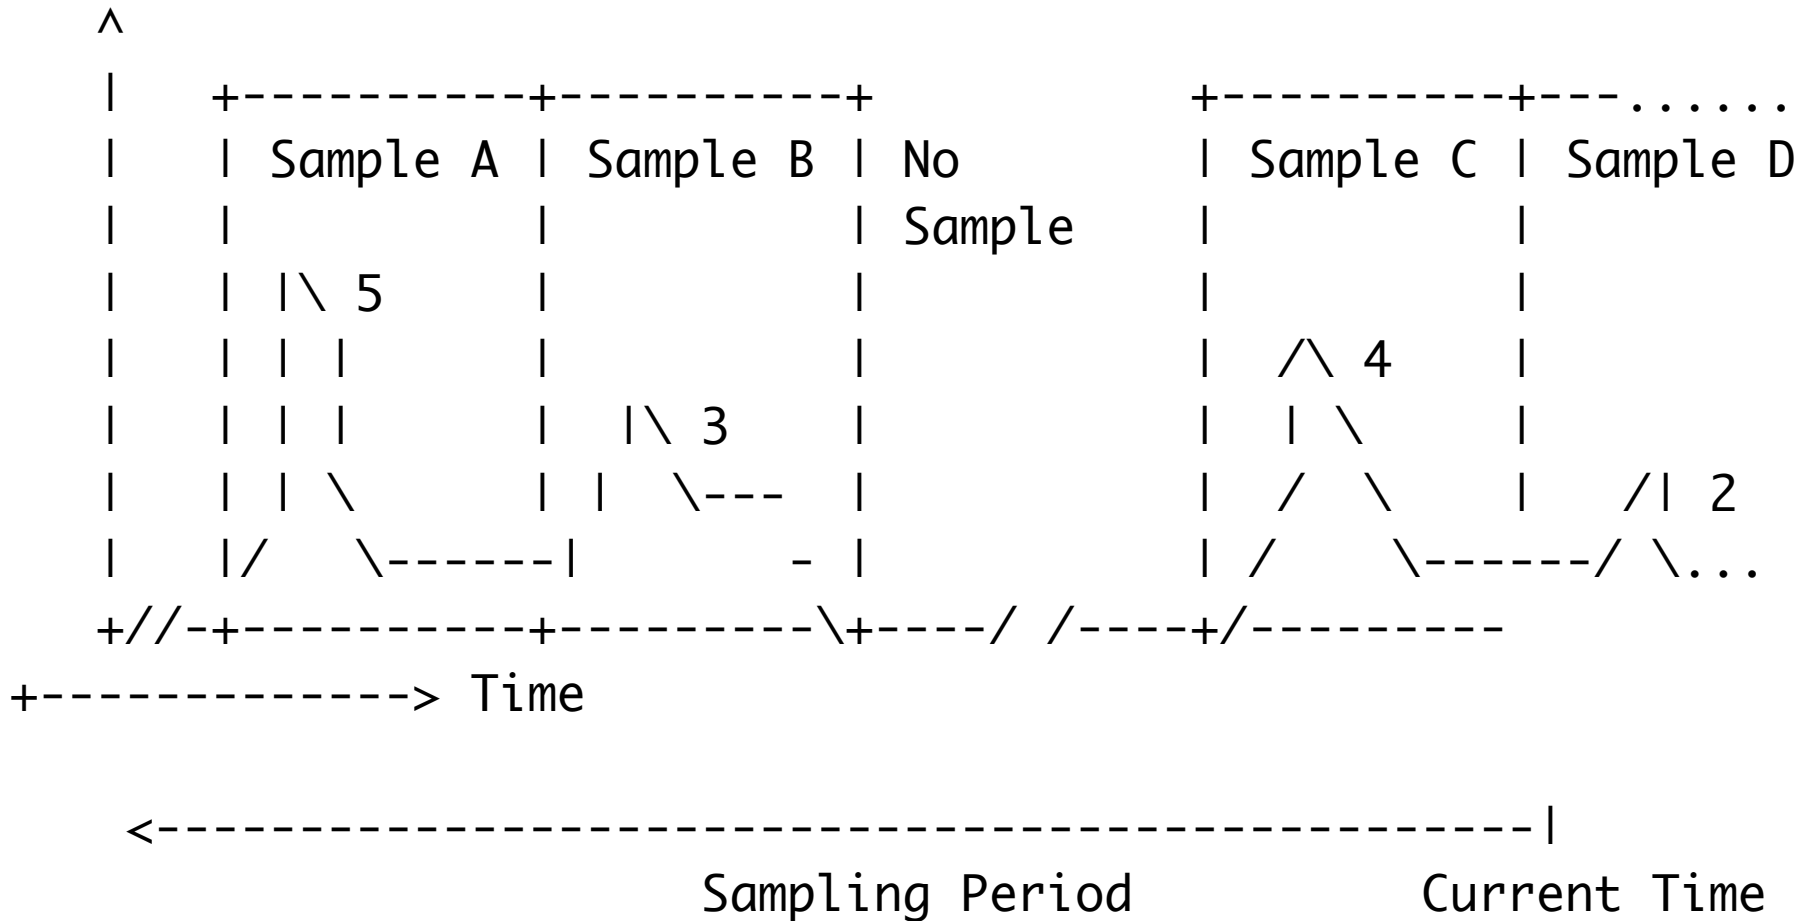 ^
|   +----------+----------+           +----------+---......
|   | Sample A | Sample B | No        | Sample C | Sample D
|   |          |          | Sample    |          |
|   | |\ 5     |          |           |          |
|   | | |      |          |           |  /\ 4    |
|   | | |      |  |\ 3    |           |  | \     |
|   | | \      | |  \---  |           |  /  \    |   /| 2
|   |/   \------|       - |           | /    \------/ \...
+//-+----------+---------\+----/ /----+/---------
+-------------> Time
<------------------------------------------------|
Sampling Period          Current Time